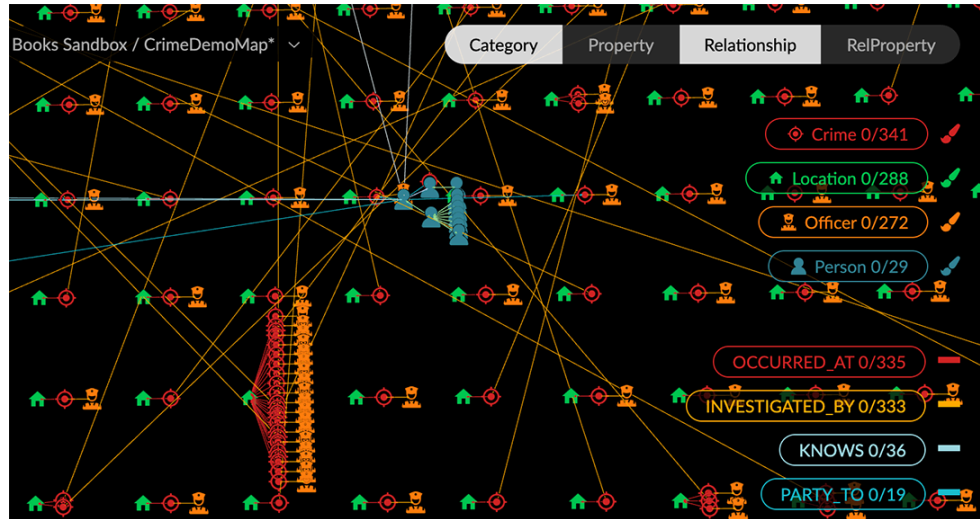 Books Sandbox / CrimeDemoMap*
Category Property Relationship RelProperty
Crime 0/341
Location 0/288
Officer 0/272
Person 0/29
OCCURRED_AT 0/335
INVESTIGATED_BY 0/333
KNOWS 0/36
PARTY_TO 0/19